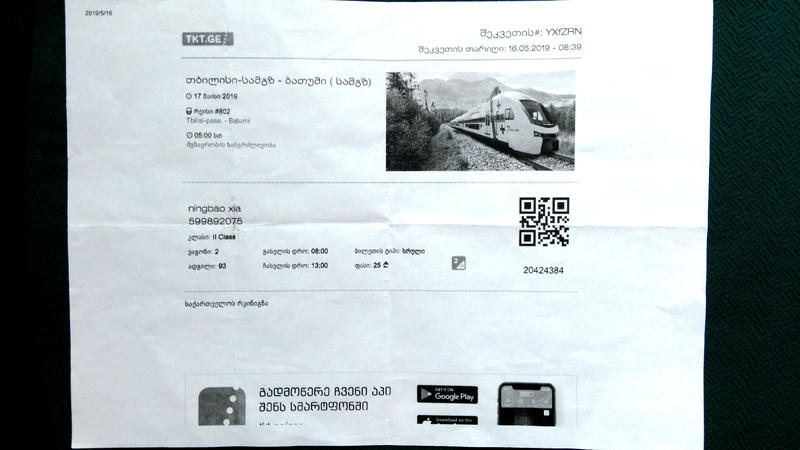 2019/5/16
TKT.GE
შეკვეთის#: YXfZRN
შეკვეთის თარიღი: 16.05.2019 - 08:39
თბილისი-სამგზ - ბათუმი ( სამგზ)
17 მაისი 2019
რეისი #802
Tbilisi-pass. - Batumi
05:00 სთ
მგზავრობის ხანგრძლივობა
ningbao xia
599892075
კლასი: II Class
ვაგონი: 2
გასვლის დრო: 08:00
ბილეთის ტიპი: სრული
ადგილი: 93
ჩასვლის დრო: 13:00
ფასი: 25 ₾
2
20424384
საქართველოს რკინიგზა
გადმოწერე ჩვენი აპი
შენს სმარტფონში
GET IT ON
Google Play
Download on the